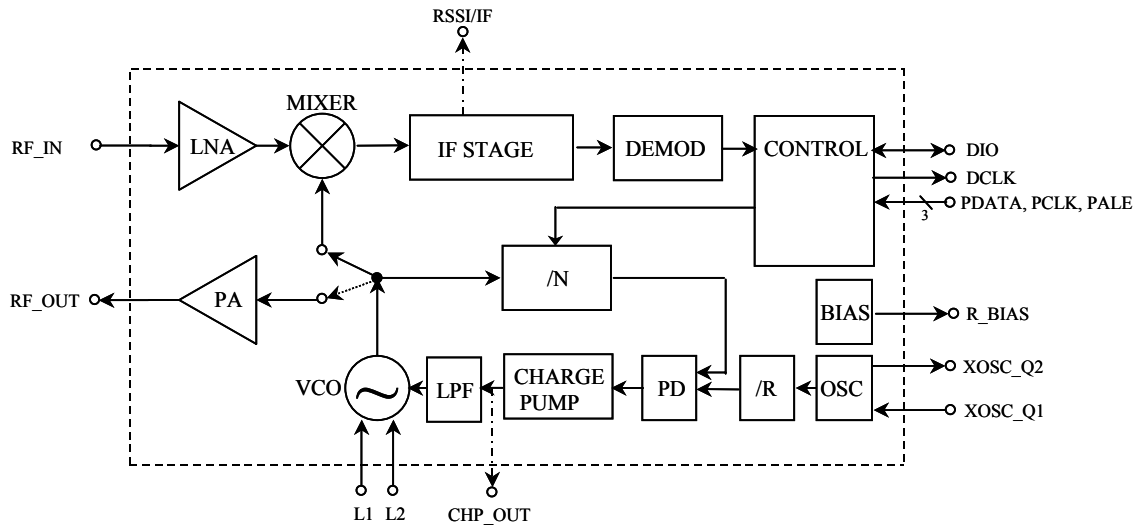 RSSI/IF
MIXER
RF_IN
LNA
IF STAGE
DEMOD
CONTROL
DIO
DCLK
PDATA, PCLK, PALE
3
/N
RF_OUT
PA
BIAS
R_BIAS
VCO
~
LPF
CHARGE
PUMP
PD
/R
OSC
XOSC_Q2
XOSC_Q1
L1
L2
CHP_OUT